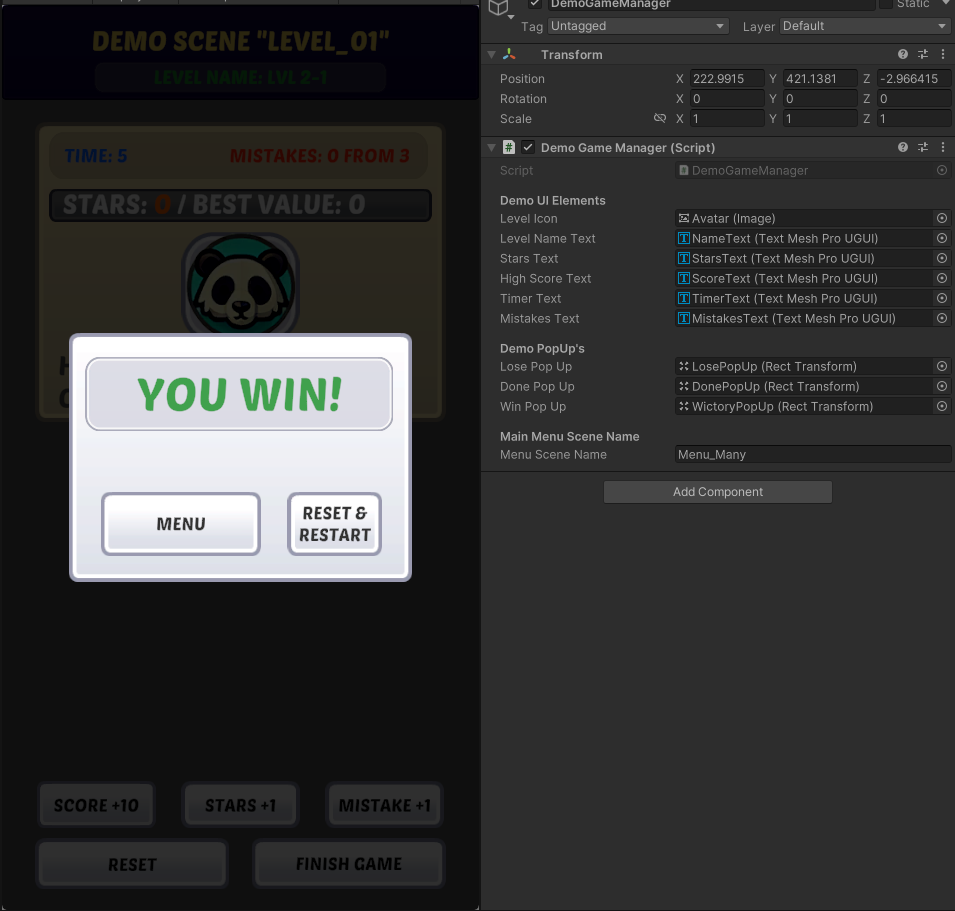 DEMO SCENE "LEVEL_01"
LEVEL NAME: LVL 2-1
TIME: 5
MISTAKES: 0 FROM 3
STARS: 0 / BEST VALUE: 0
YOU WIN!
MENU
RESET &
RESTART
SCORE +10
STARS +1
MISTAKE +1
RESET
FINISH GAME
DemoGameManager
Static
Tag Untagged
Layer Default
Transform
Position X 222.9915 Y 421.1381 Z -2.966415
Rotation X 0 Y 0 Z 0
Scale X 1 Y 1 Z 1
# Demo Game Manager (Script)
Script DemoGameManager
Demo UI Elements
Level Icon Avatar (Image)
Level Name Text NameText (Text Mesh Pro UGUI)
Stars Text StarsText (Text Mesh Pro UGUI)
High Score Text ScoreText (Text Mesh Pro UGUI)
Timer Text TimerText (Text Mesh Pro UGUI)
Mistakes Text MistakesText (Text Mesh Pro UGUI)
Demo PopUp's
Lose Pop Up LosePopUp (Rect Transform)
Done Pop Up DonePopUp (Rect Transform)
Win Pop Up WictoryPopUp (Rect Transform)
Main Menu Scene Name
Menu Scene Name Menu_Many
Add Component